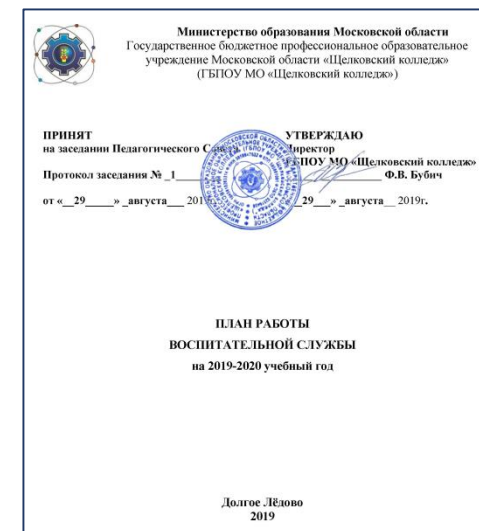 Министерство образования Московской области
Государственное бюджетное профессиональное образовательное
учреждение Московской области «Щелковский колледж»
(ГБПОУ МО «Щелковский колледж»)
ПРИНЯТ
на заседании Педагогического
Протокол заседания № _1
от «__29_____» _августа___
УТВЕРЖДАЮ
Директор
ГБПОУ МО «Щелковский колледж»
Ф.В. Бубич
29___» _августа__ 2019г.
ПЛАН РАБОТЫ
ВОСПИТАТЕЛЬНОЙ СЛУЖБЫ
на 2019-2020 учебный год
Долгое Лёдово
2019